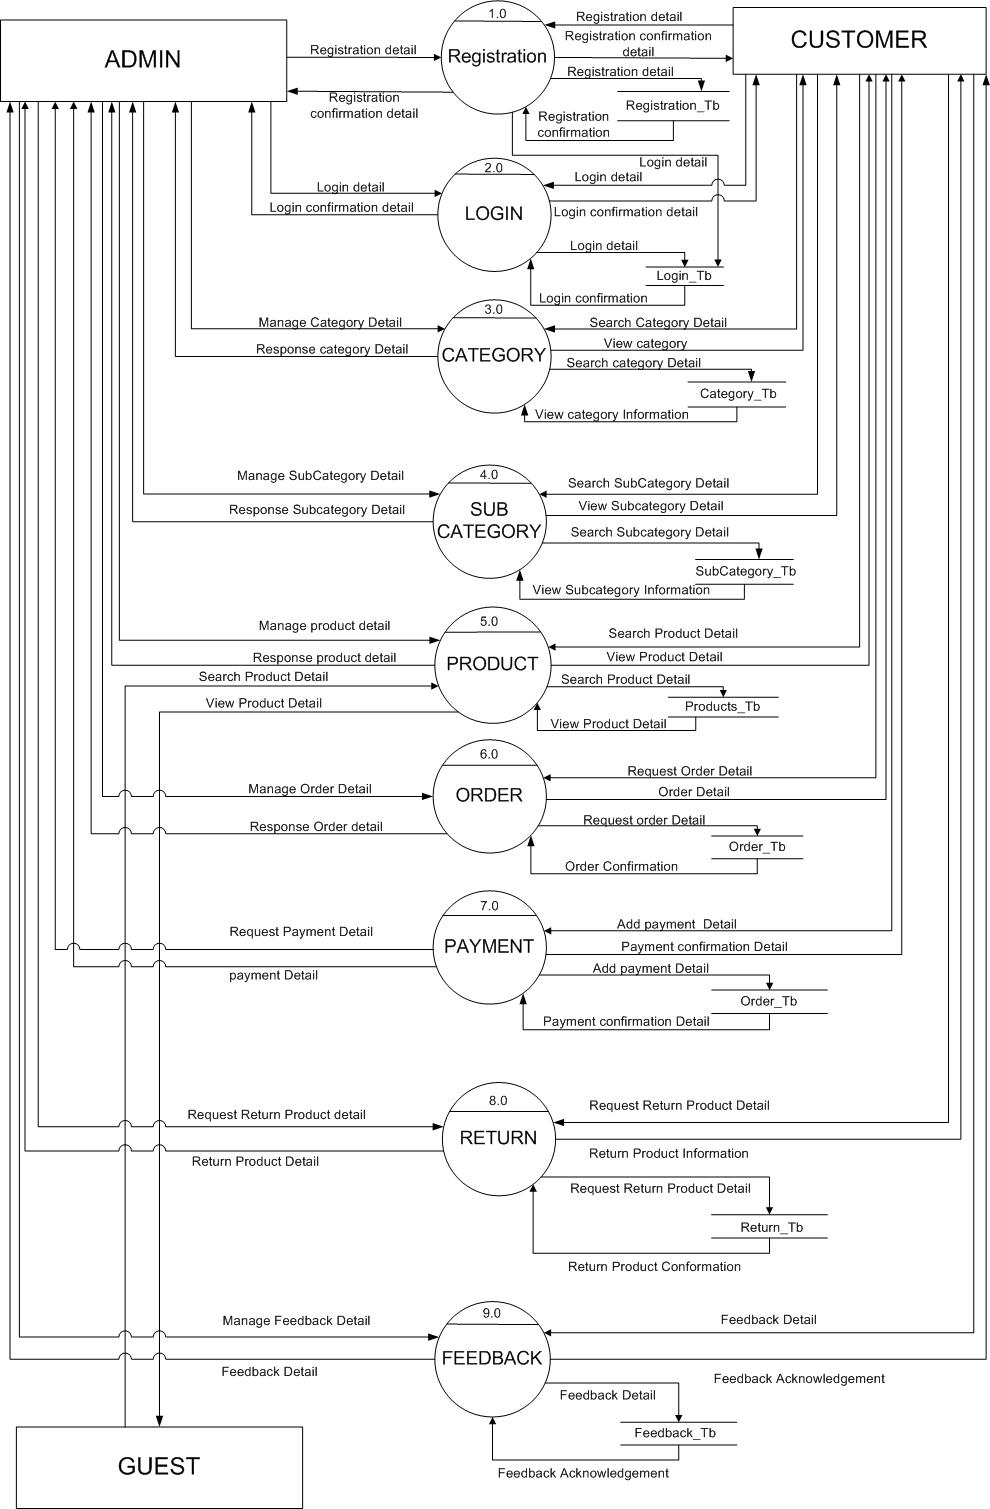 ADMIN
CUSTOMER
1.0
Registration
Registration detail
Registration
confirmation detail
Registration detail
Registration confirmation
detail
Registration detail
Registration_Tb
Registration
confirmation
Login detail
2.0
LOGIN
Login detail
Login confirmation detail
Login detail
Login confirmation detail
Login detail
Login_Tb
Login confirmation
3.0
CATEGORY
Manage Category Detail
Response category Detail
Search Category Detail
View category
Search category Detail
Category_Tb
View category Information
4.0
SUB
CATEGORY
Manage SubCategory Detail
Response Subcategory Detail
Search SubCategory Detail
View Subcategory Detail
Search Subcategory Detail
SubCategory_Tb
View Subcategory Information
5.0
PRODUCT
Manage product detail
Response product detail
Search Product Detail
View Product Detail
Search Product Detail
View Product Detail
Search Product Detail
Products_Tb
View Product Detail
6.0
ORDER
Manage Order Detail
Response Order detail
Request Order Detail
Order Detail
Request order Detail
Order_Tb
Order Confirmation
7.0
PAYMENT
Request Payment Detail
payment Detail
Add payment  Detail
Payment confirmation Detail
Add payment Detail
Order_Tb
Payment confirmation Detail
8.0
RETURN
Request Return Product detail
Return Product Detail
Request Return Product Detail
Return Product Information
Request Return Product Detail
Return_Tb
Return Product Conformation
9.0
FEEDBACK
Manage Feedback Detail
Feedback Detail
Feedback Detail
Feedback Acknowledgement
Feedback Detail
Feedback_Tb
Feedback Acknowledgement
GUEST